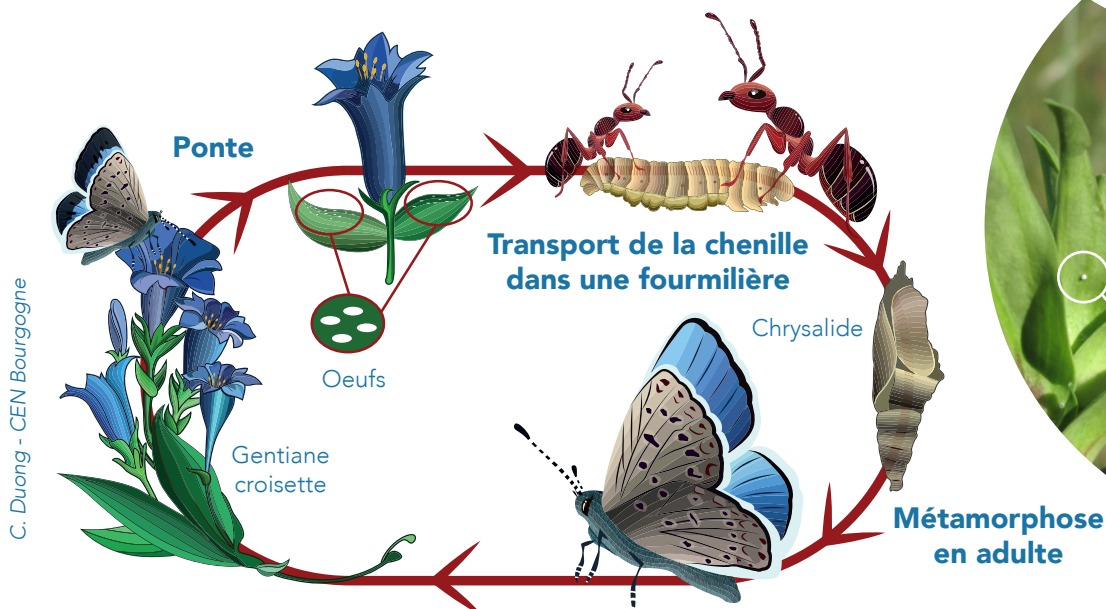 Ponte
Transport de la chenille
dans une fourmilière
Chrysalide
Oeufs
Gentiane
croisette
Métamorphose
en adulte
C. Duong - CEN Bourgogne